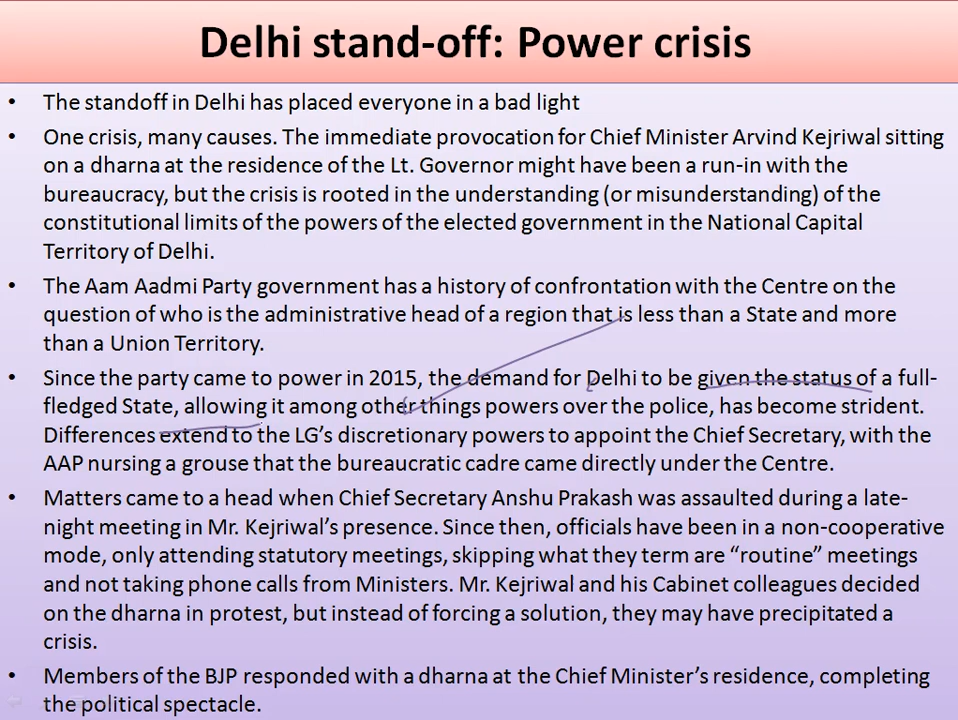 Delhi stand-off: Power crisis
• The standoff in Delhi has placed everyone in a bad light
• One crisis, many causes. The immediate provocation for Chief Minister Arvind Kejriwal sitting
on a dharna at the residence of the Lt. Governor might have been a run-in with the
bureaucracy, but the crisis is rooted in the understanding (or misunderstanding) of the
constitutional limits of the powers of the elected government in the National Capital
Territory of Delhi.
• The Aam Aadmi Party government has a history of confrontation with the Centre on the
question of who is the administrative head of a region that is less than a State and more
than a Union Territory.
• Since the party came to power in 2015, the demand for Delhi to be given the status of a full-
fledged State, allowing it among other things powers over the police, has become strident.
Differences extend to the LG’s discretionary powers to appoint the Chief Secretary, with the
AAP nursing a grouse that the bureaucratic cadre came directly under the Centre.
• Matters came to a head when Chief Secretary Anshu Prakash was assaulted during a late-
night meeting in Mr. Kejriwal’s presence. Since then, officials have been in a non-cooperative
mode, only attending statutory meetings, skipping what they term are “routine” meetings
and not taking phone calls from Ministers. Mr. Kejriwal and his Cabinet colleagues decided
on the dharna in protest, but instead of forcing a solution, they may have precipitated a
crisis.
• Members of the BJP responded with a dharna at the Chief Minister’s residence, completing
the political spectacle.